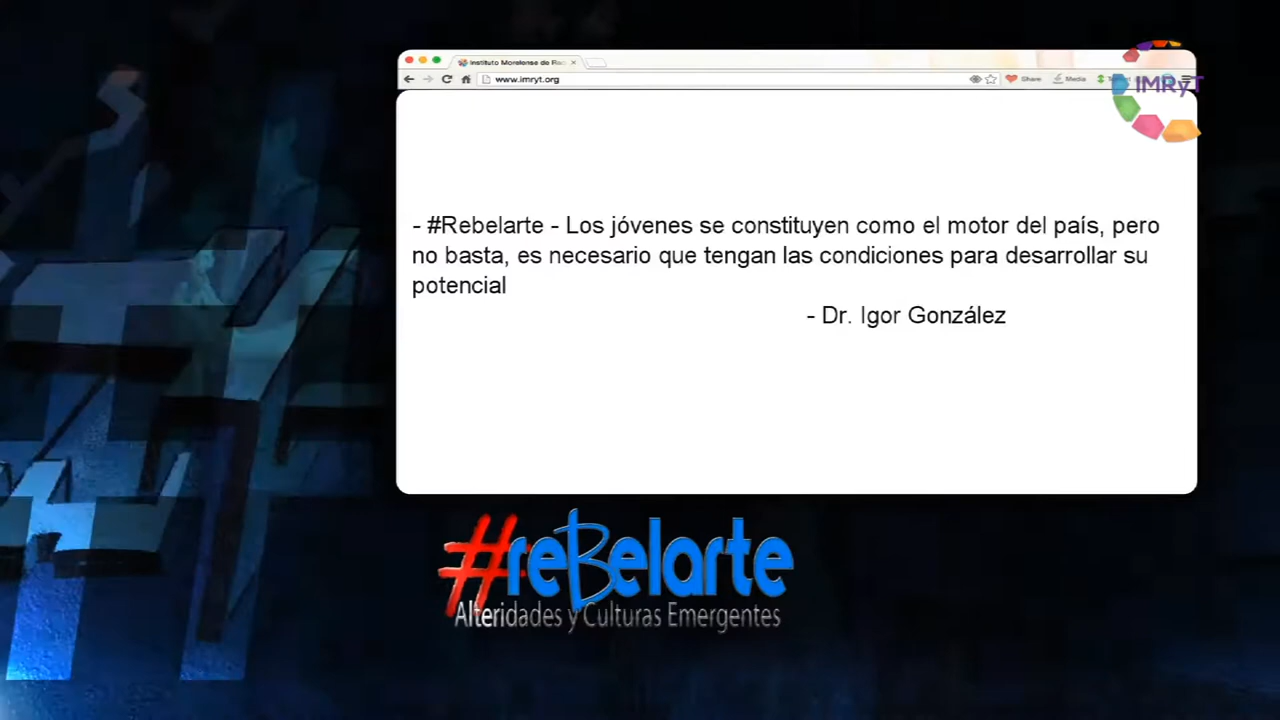 Instituto Morelense de Rad
www.imryt.org
Share
Media
IMRyT
- #Rebelarte - Los jóvenes se constituyen como el motor del país, pero
no basta, es necesario que tengan las condiciones para desarrollar su
potencial
- Dr. Igor González
#reBelarte
Alteridades y Culturas Emergentes